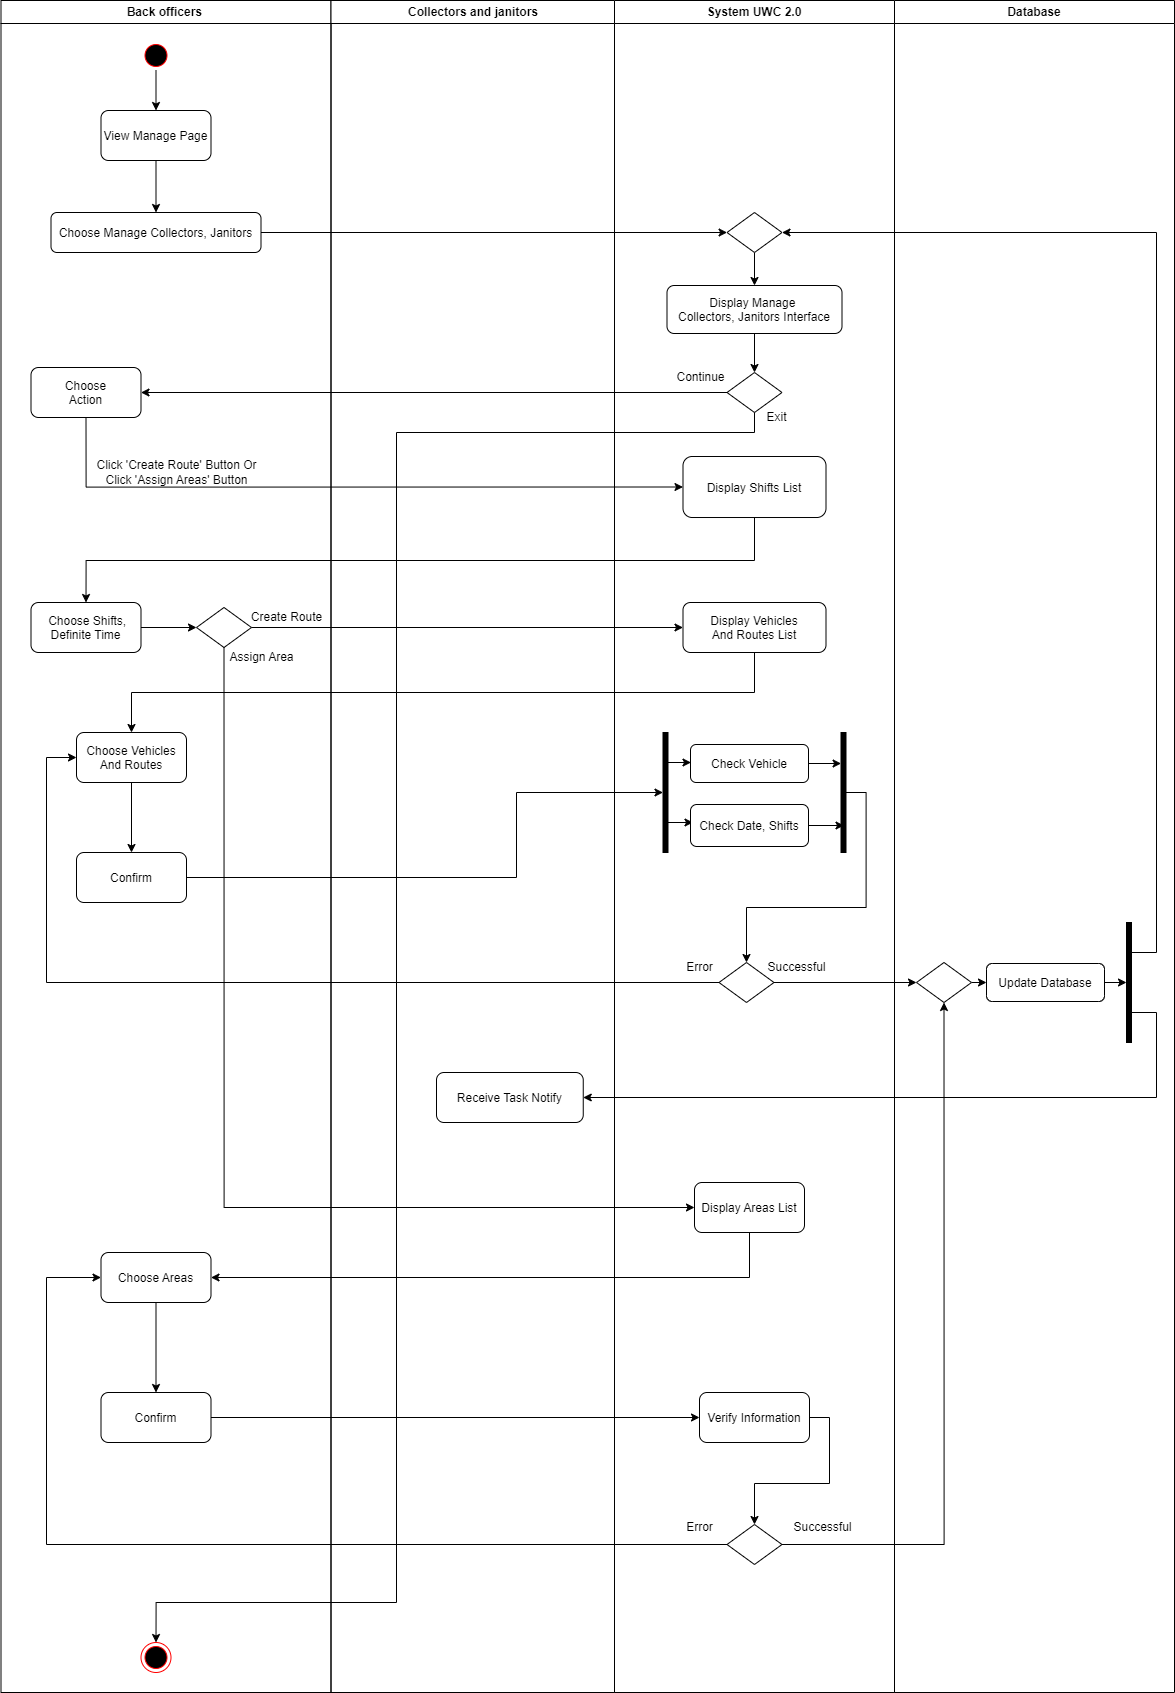 Back officers
Collectors and janitors
System UWC 2.0
Database
View Manage Page
Choose Manage Collectors, Janitors
Display Manage
Collectors, Janitors Interface
Continue
Choose
Action
Exit
Click 'Create Route' Button Or
Click 'Assign Areas' Button
Display Shifts List
Choose Shifts,
Definite Time
Create Route
Assign Area
Display Vehicles
And Routes List
Choose Vehicles
And Routes
Check Vehicle
Check Date, Shifts
Confirm
Error
Successful
Update Database
Receive Task Notify
Display Areas List
Choose Areas
Confirm
Verify Information
Error
Successful